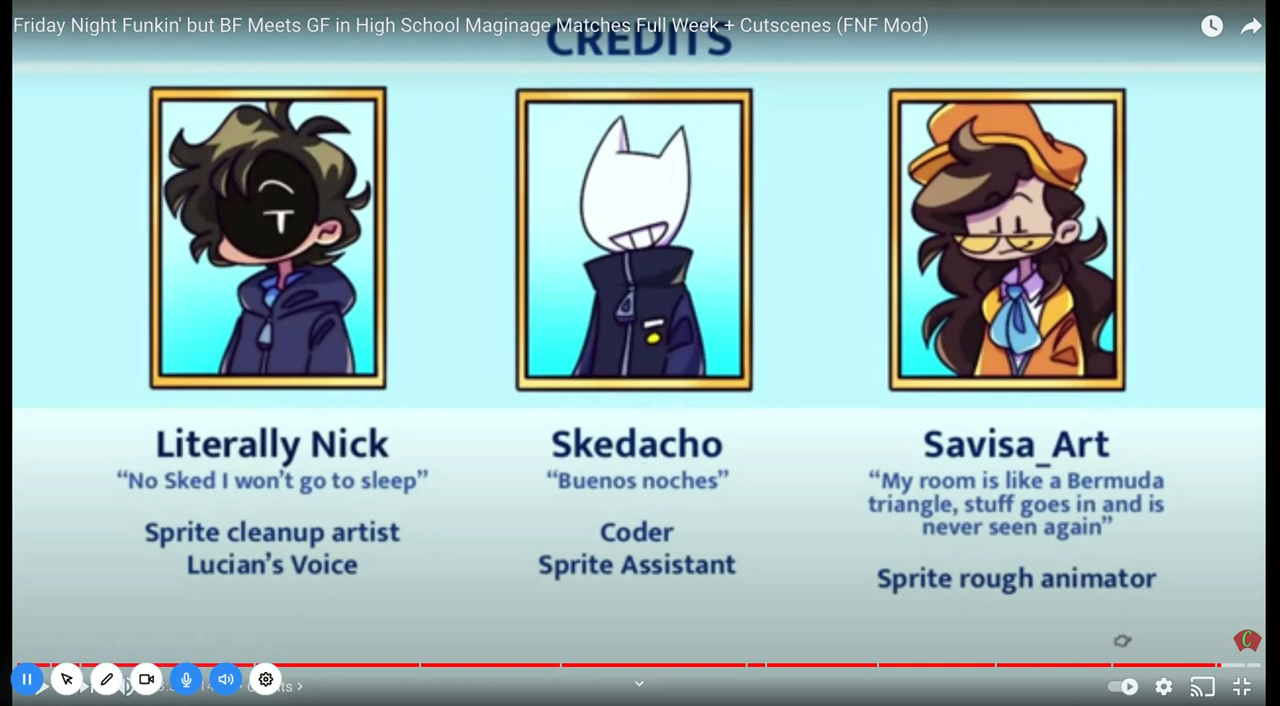 Friday Night Funkin' but BF Meets GF in High School Maginage Matches Full Week + Cutscenes (FNF Mod)
CREDITS
Literally Nick
“No Sked I won’t go to sleep”
Sprite cleanup artist
Lucian’s Voice
Skedacho
“Buenos noches”
Coder
Sprite Assistant
Savisa_Art
“My room is like a Bermuda
triangle, stuff goes in and is
never seen again”
Sprite rough animator